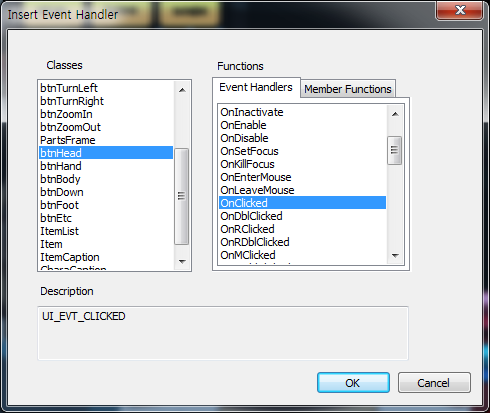 Insert Event Handler
Classes
btnTurnLeft
btnTurnRight
btnZoomIn
btnZoomOut
PartsFrame
btnHead
btnHand
btnBody
btnDown
btnFoot
btnEtc
ItemList
Item
ItemCaption
CharaCaption
Functions
Event Handlers
Member Functions
OnInactivate
OnEnable
OnDisable
OnSetFocus
OnKillFocus
OnEnterMouse
OnLeaveMouse
OnClicked
OnDblClicked
OnRClicked
OnRDblClicked
OnMClicked
Description
UI_EVT_CLICKED
OK
Cancel